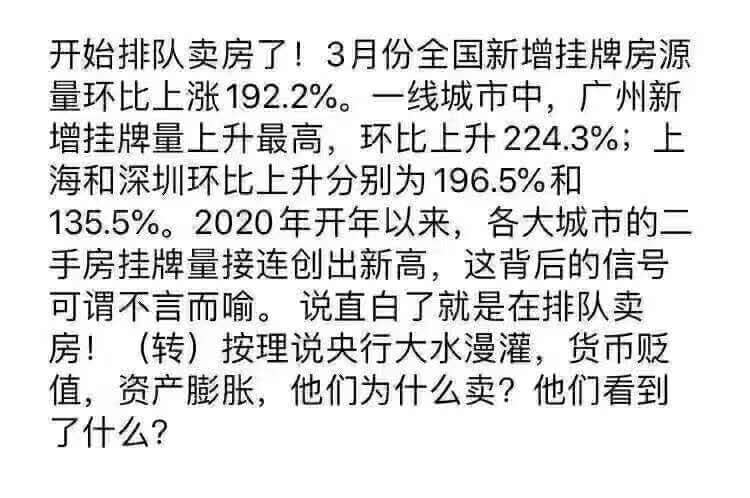 开始排队卖房了！3月份全国新增挂牌房源
量环比上涨192.2%。一线城市中，广州新
增挂牌量上升最高，环比上升224.3%；上
海和深圳环比上升分别为196.5%和
135.5%。2020年开年以来，各大城市的二
手房挂牌量接连创出新高，这背后的信号
可谓不言而喻。 说直白了就是在排队卖
房！（转）按理说央行大水漫灌，货币贬
值，资产膨胀，他们为什么卖？他们看到
了什么？